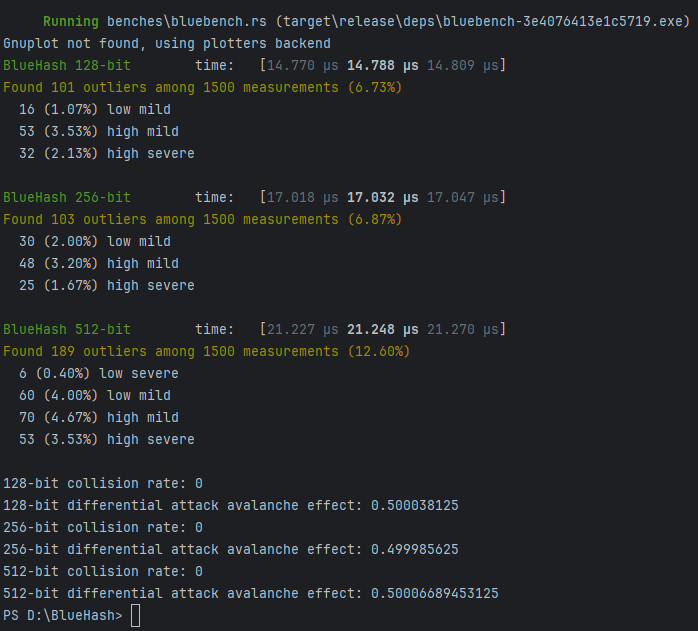 Running benches\bluebench.rs (target\release\deps\bluebench-3e4076413e1c5719.exe)
Gnuplot not found, using plotters backend
BlueHash 128-bit time: [14.770 µs 14.788 µs 14.809 µs]
Found 101 outliers among 1500 measurements (6.73%)
16 (1.07%) low mild
53 (3.53%) high mild
32 (2.13%) high severe
BlueHash 256-bit time: [17.018 µs 17.032 µs 17.047 µs]
Found 103 outliers among 1500 measurements (6.87%)
30 (2.00%) low mild
48 (3.20%) high mild
25 (1.67%) high severe
BlueHash 512-bit time: [21.227 µs 21.248 µs 21.270 µs]
Found 189 outliers among 1500 measurements (12.60%)
6 (0.40%) low severe
60 (4.00%) low mild
70 (4.67%) high mild
53 (3.53%) high severe
128-bit collision rate: 0
128-bit differential attack avalanche effect: 0.500038125
256-bit collision rate: 0
256-bit differential attack avalanche effect: 0.499985625
512-bit collision rate: 0
512-bit differential attack avalanche effect: 0.50006689453125
PS D:\BlueHash>